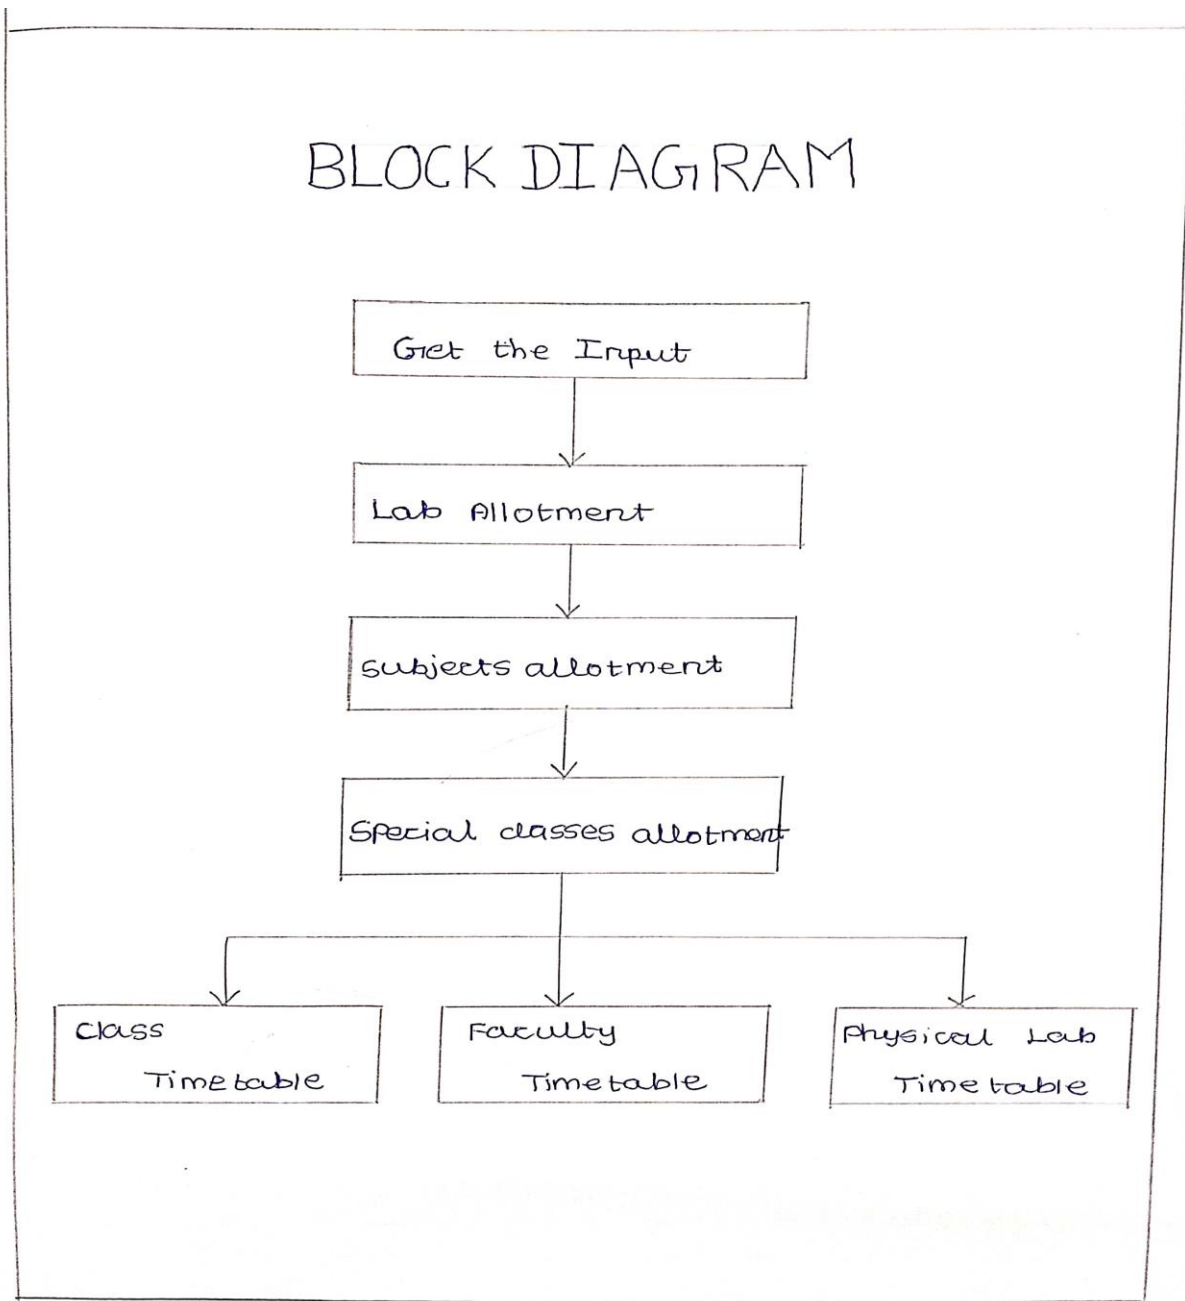 BLOCK DIAGRAM
Get the Input
Lab Allotment
subjects allotment
Special classes allotment
Class
Timetable
Faculty
Timetable
Physical Lab
Timetable